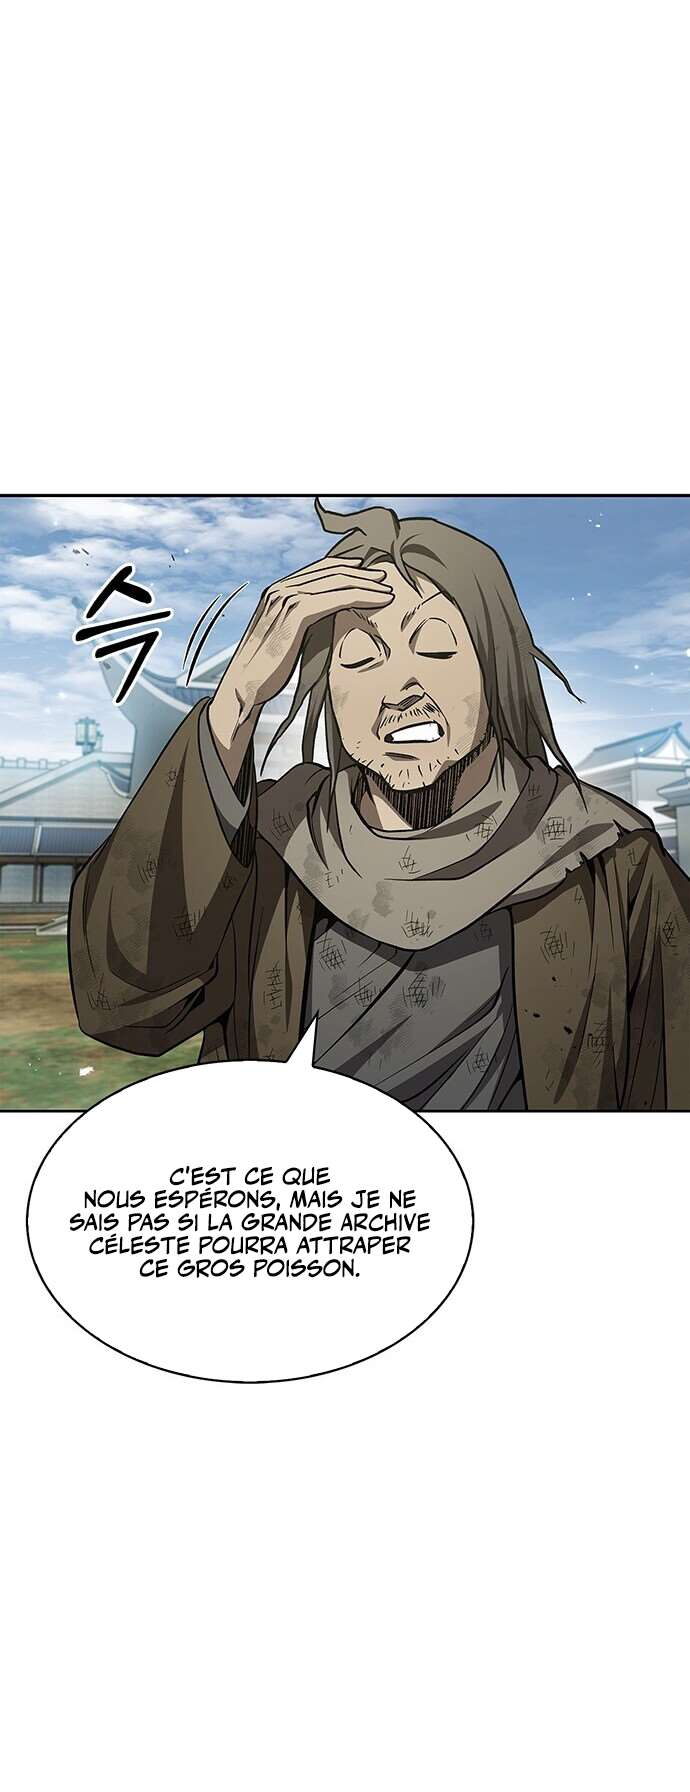 스윽
C'EST CE QUE
NOUS ESPÉRONS, MAIS JE NE
SAIS PAS SI LA GRANDE ARCHIVE
CÉLESTE POURRA ATTRAPER
CE GROS POISSON.